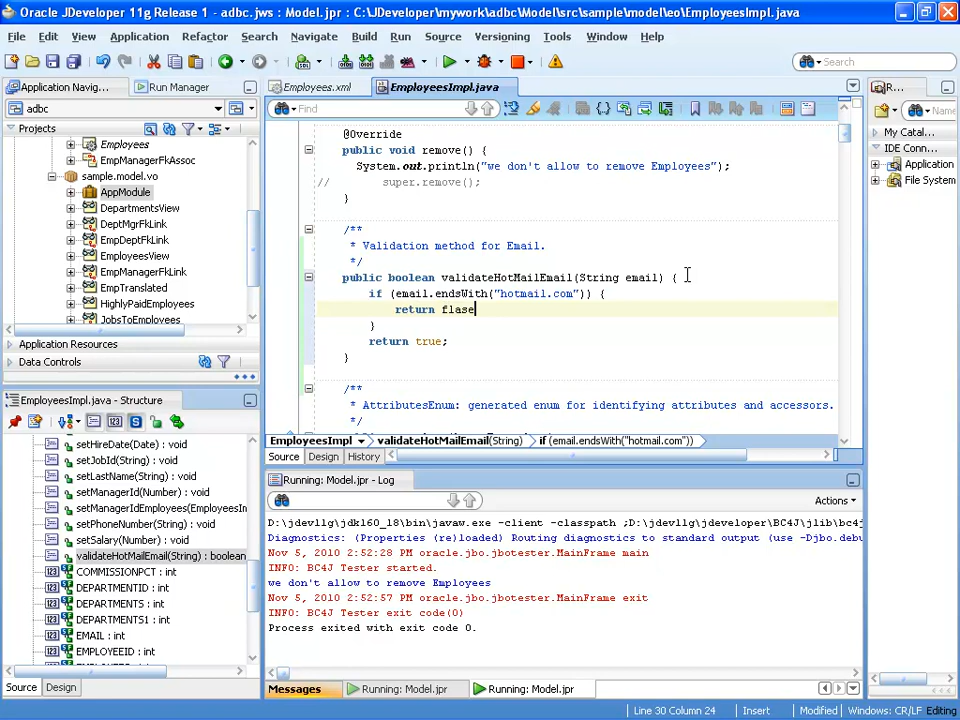 Oracle JDeveloper 11g Release 1 - adbc.jws : Model.jpr : C:\JDeveloper\mywork\adbc\Model\src\sample\model\eo\EmployeesImpl.java
File Edit View Application Refactor Search Navigate Build Run Source Versioning Tools Window Help
Search
Application Navig... Run Manager
adbc
Projects
Employees
EmpManagerFkAssoc
sample.model.vo
AppModule
DepartmentsView
DeptMgrFkLink
EmpDeptFkLink
EmployeesView
EmpManagerFkLink
EmpTranslated
HighlyPaidEmployees
JobsToEmployees
Application Resources
Data Controls
EmployeesImpl.java - Structure
setHireDate(Date) : void
setJobId(String) : void
setLastName(String) : void
setManagerId(Number) : void
setManagerIdEmployees(EmployeesIn
setPhoneNumber(String) : void
setSalary(Number) : void
validateHotMailEmail(String) : boolean
COMMISSIONPCT : int
DEPARTMENTID : int
DEPARTMENTS : int
DEPARTMENTS1 : int
EMAIL : int
EMPLOYEEID : int
Source Design
Employees.xml EmployeesImpl.java
Find
@Override
public void remove() {
System.out.println("we don't allow to remove Employees");
// super.remove();
}
/**
* Validation method for Email.
*/
public boolean validateHotMailEmail(String email) {
if (email.endsWith("hotmail.com")) {
return flase
}
return true;
}
/**
* AttributesEnum: generated enum for identifying attributes and accessors.
*/
EmployeesImpl validateHotMailEmail(String) if (email.endsWith("hotmail.com"))
Source Design History
Running: Model.jpr - Log
Actions
D:\jdevl1g\jdk160_18\bin\javaw.exe -client -classpath ;D:\jdevl1g\jdeveloper\BC4J\jlib\bc4j
Diagnostics: (Properties (re)loaded) Routing diagnostics to standard output (use -Djbo.deb
Nov 5, 2010 2:52:28 PM oracle.jbo.jbotester.MainFrame main
INFO: BC4J Tester started.
we don't allow to remove Employees
Nov 5, 2010 2:52:57 PM oracle.jbo.jbotester.MainFrame exit
INFO: BC4J Tester exit code(0)
Process exited with exit code 0.
Messages Running: Model.jpr Running: Model.jpr
R...
Name
My Catal...
IDE Conn...
Application
File System
Line 30 Column 24 Insert Modified Windows: CR/LF Editing